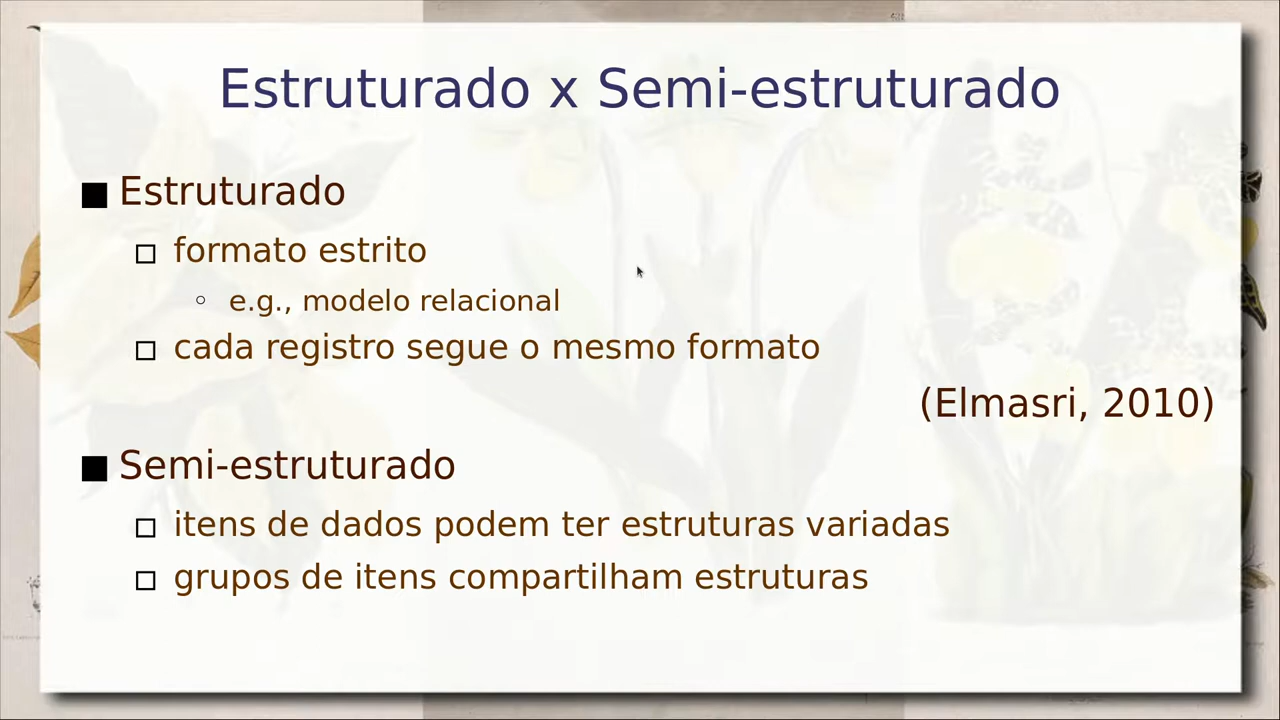 Estruturado x Semi-estruturado
Estruturado
formato estrito
e.g., modelo relacional
cada registro segue o mesmo formato
(Elmasri, 2010)
Semi-estruturado
itens de dados podem ter estruturas variadas
grupos de itens compartilham estruturas